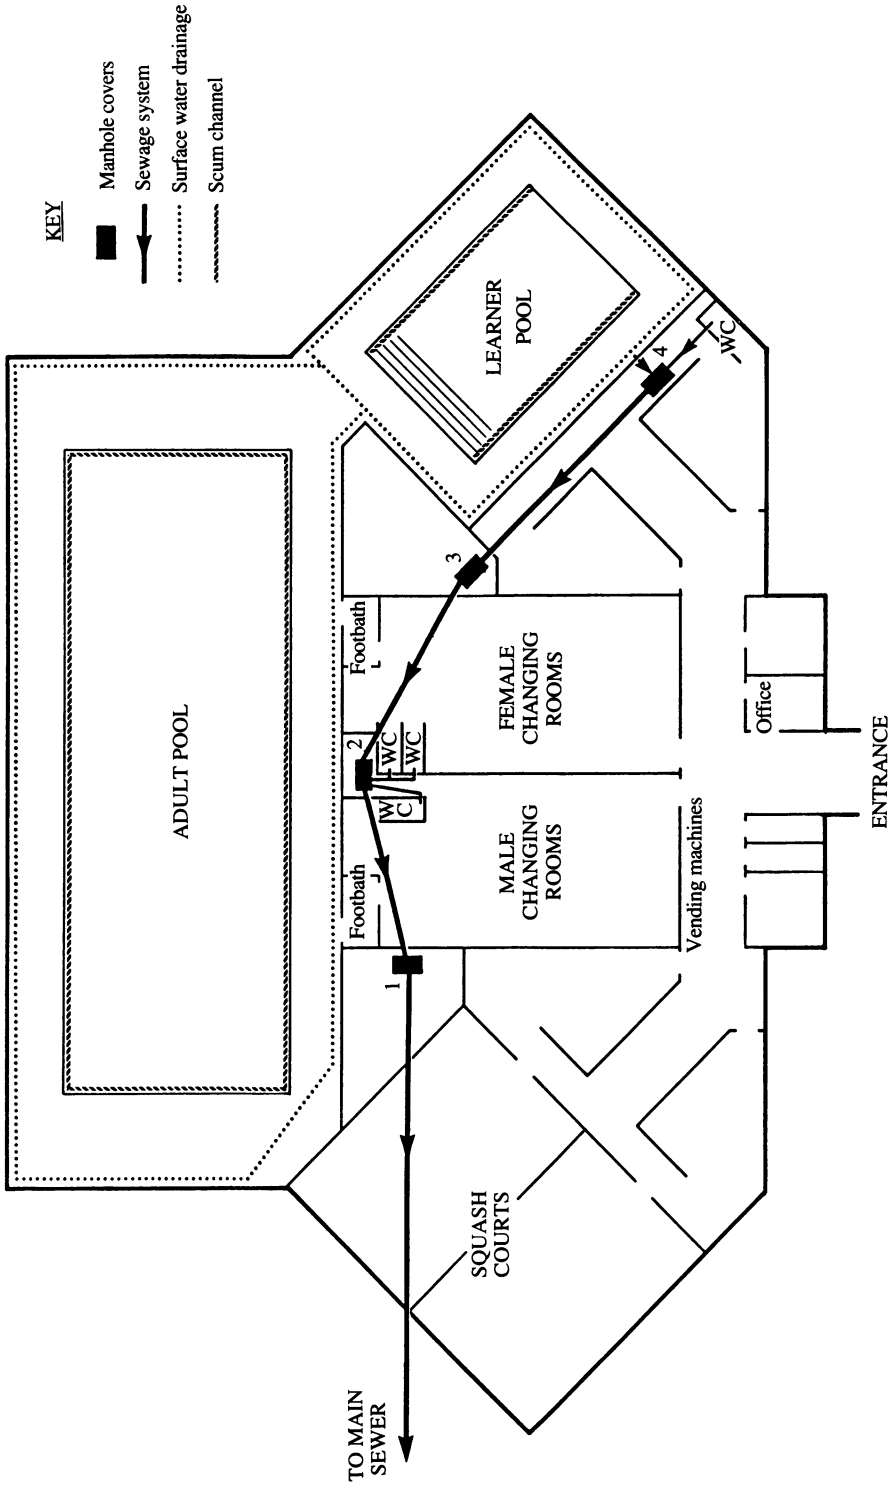 KEY
Manhole covers
Sewage system
Surface water drainage
Scum channel
ADULT POOL
LEARNER
POOL
4
WC
3
Footbath
2
WC
WC
W
C
Footbath
1
FEMALE
CHANGING
ROOMS
MALE
CHANGING
ROOMS
Vending machines
Office
ENTRANCE
SQUASH
COURTS
TO MAIN
SEWER